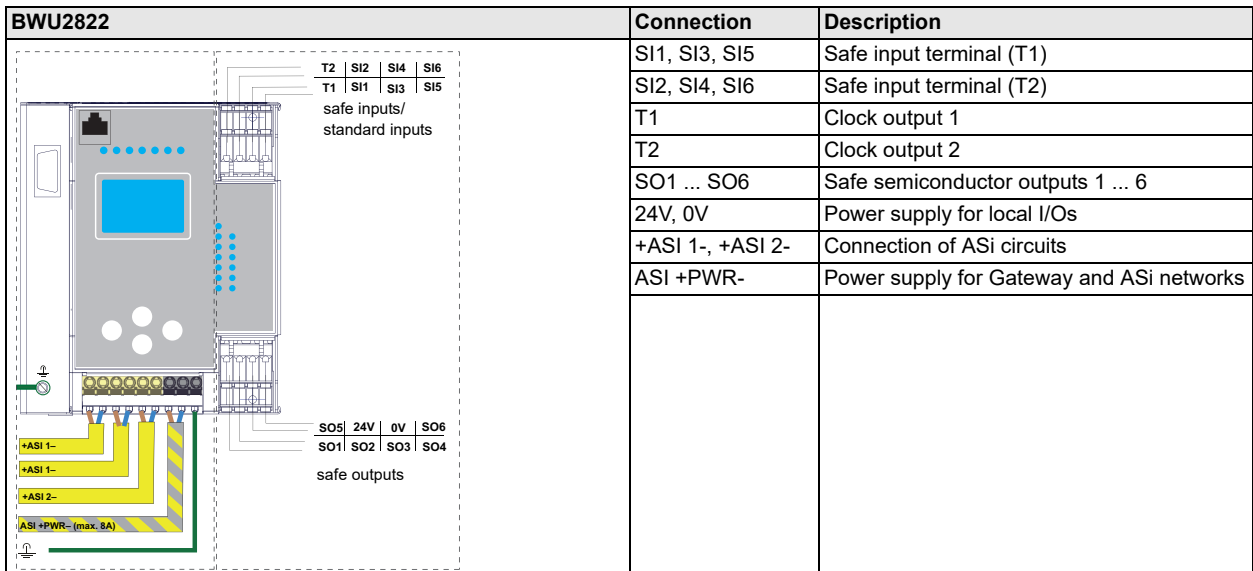 BWU2822 Connection Description
T2 SI2 SI4 SI6
T1 SI1 SI3 SI5
safe inputs/
standard inputs
SO5 24V 0V SO6
SO1 SO2 SO3 SO4
safe outputs
+ASI 1–
+ASI 1–
+ASI 2–
ASI +PWR– (max. 8A)
SI1, SI3, SI5 Safe input terminal (T1)
SI2, SI4, SI6 Safe input terminal (T2)
T1 Clock output 1
T2 Clock output 2
SO1 ... SO6 Safe semiconductor outputs 1 ... 6
24V, 0V Power supply for local I/Os
+ASI 1-, +ASI 2- Connection of ASi circuits
ASI +PWR- Power supply for Gateway and ASi networks